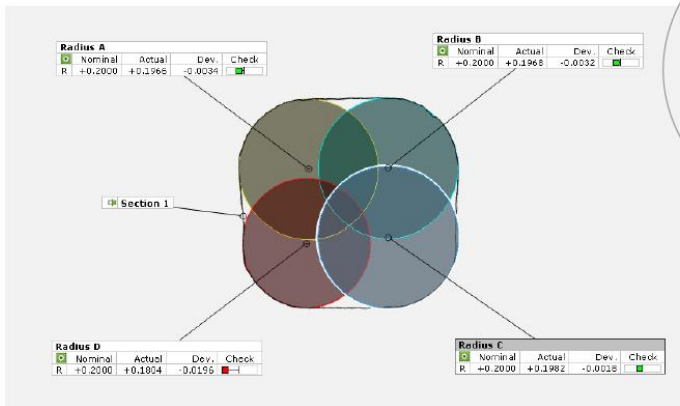 Radius A
Nominal Actual Dev. Check
R +0.2000 +0.1966 -0.0034
Radius B
Nominal Actual Dev. Check
R +0.2000 +0.1968 -0.0032
Section 1
Radius D
Nominal Actual Dev. Check
R +0.2000 +0.1804 -0.0196
Radius C
Nominal Actual Dev. Check
R +0.2000 +0.1982 -0.0018